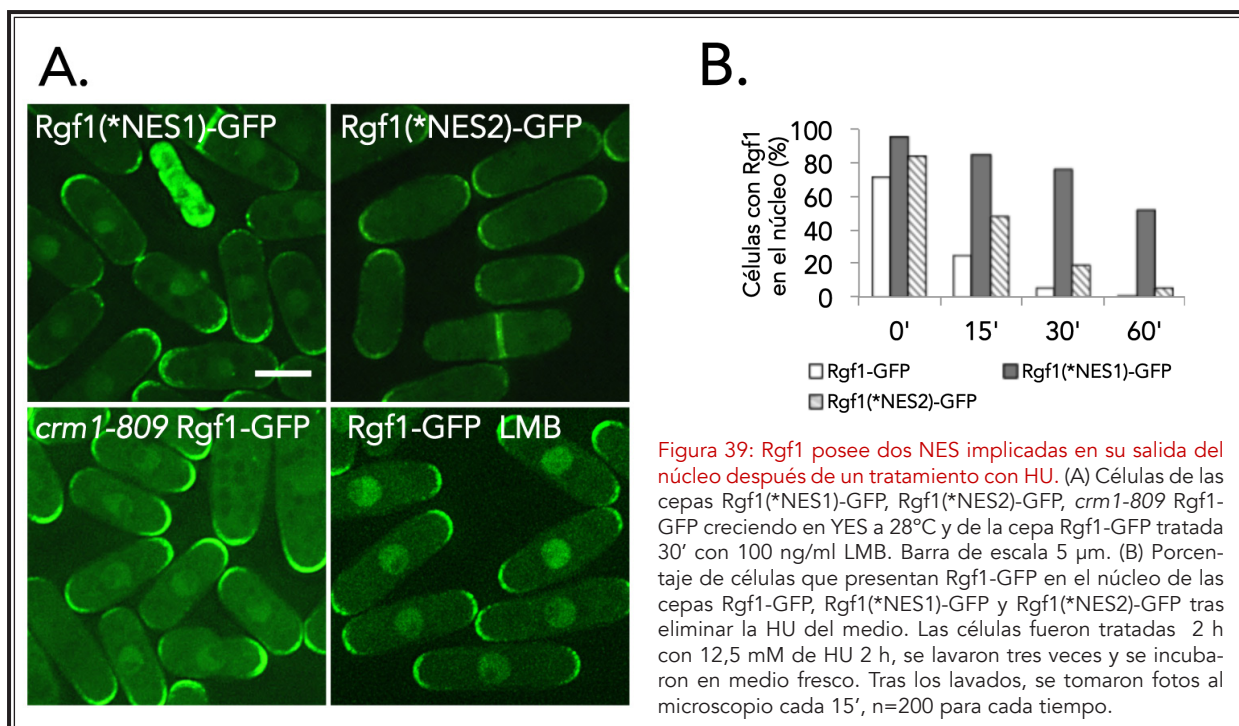 A.
Rgf1(*NES1)-GFP
Rgf1(*NES2)-GFP
crm1-809 Rgf1-GFP
Rgf1-GFP LMB
B.
Células con Rgf1
en el núcleo (%)
100
80
60
40
20
0
0'
15'
30'
60'
Rgf1-GFP
Rgf1(*NES1)-GFP
Rgf1(*NES2)-GFP
Figura 39: Rgf1 posee dos NES implicadas en su salida del
núcleo después de un tratamiento con HU. (A) Células de las
cepas Rgf1(*NES1)-GFP, Rgf1(*NES2)-GFP, crm1-809 Rgf1-
GFP creciendo en YES a 28ºC y de la cepa Rgf1-GFP tratada
30' con 100 ng/ml LMB. Barra de escala 5 µm. (B) Porcen-
taje de células que presentan Rgf1-GFP en el núcleo de las
cepas Rgf1-GFP, Rgf1(*NES1)-GFP y Rgf1(*NES2)-GFP tras
eliminar la HU del medio. Las células fueron tratadas 2 h
con 12,5 mM de HU 2 h, se lavaron tres veces y se incuba-
ron en medio fresco. Tras los lavados, se tomaron fotos al
microscopio cada 15', n=200 para cada tiempo.